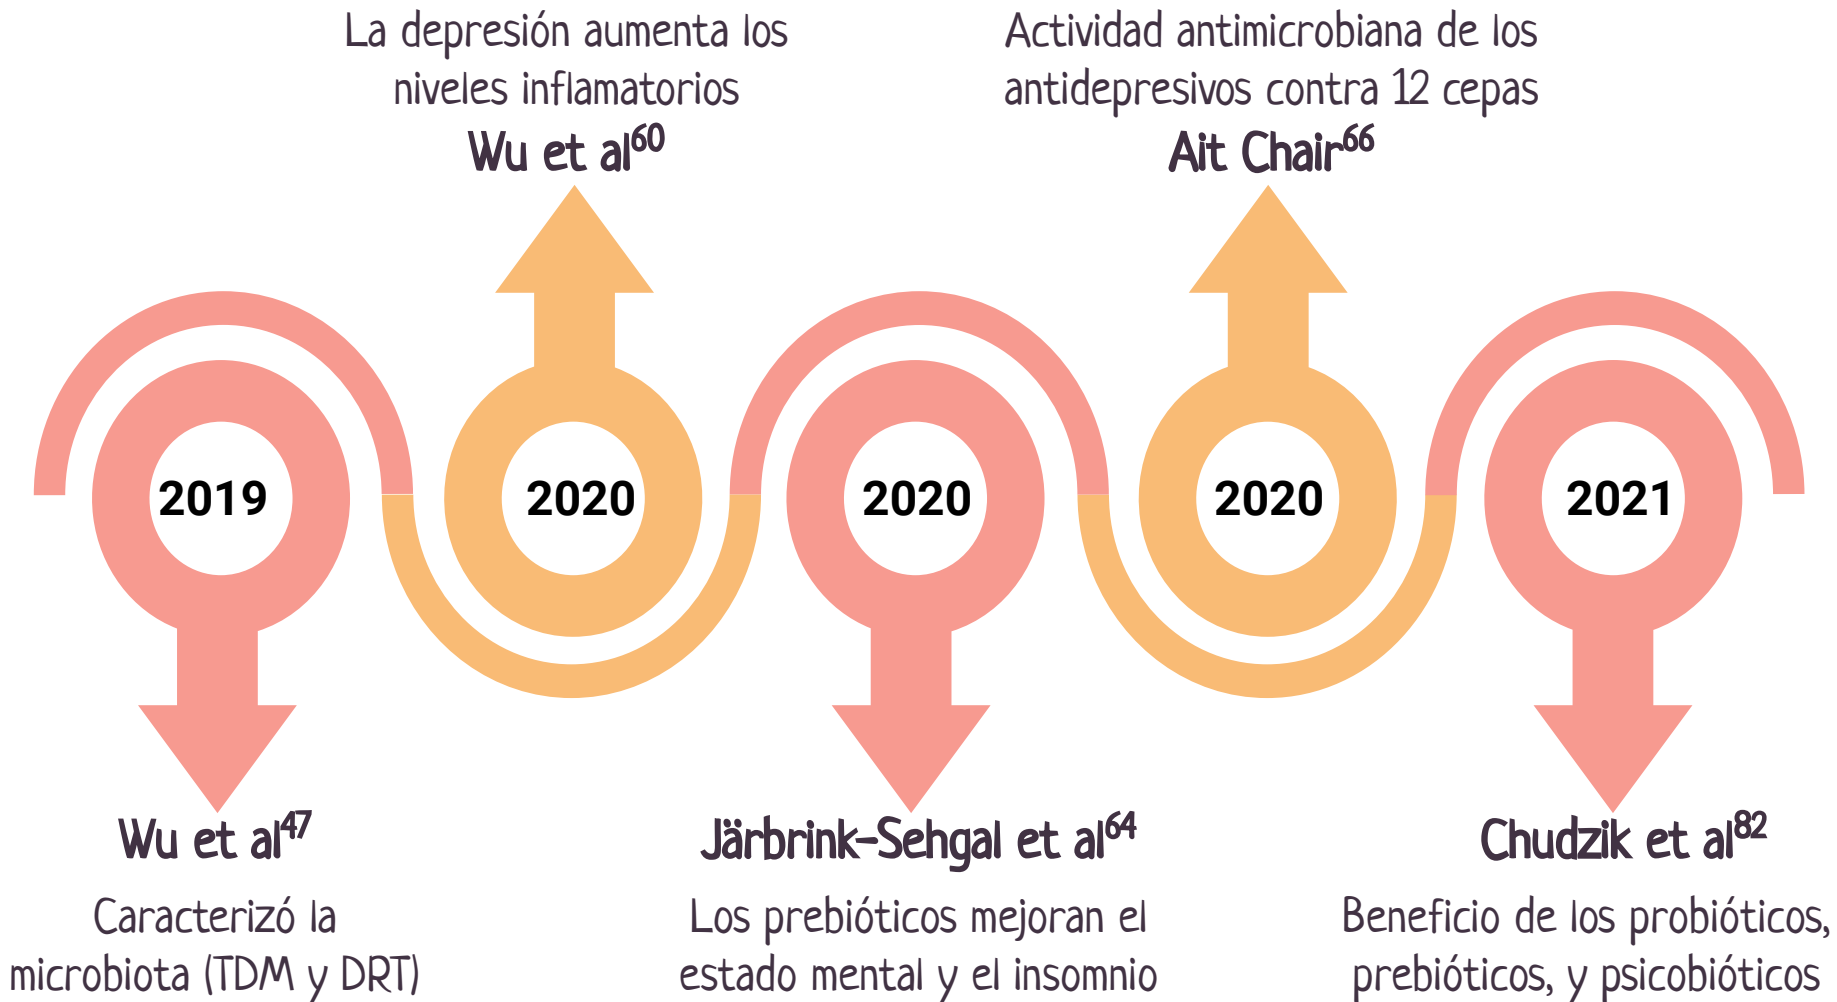 La depresión aumenta los
niveles inflamatorios
Wu et al60
Actividad antimicrobiana de los
antidepresivos contra 12 cepas
Ait Chair66
2019
2020
2020
2020
2021
Wu et al47
Caracterizó la
microbiota (TDM y DRT)
Järbrink-Sehgal et al64
Los prebióticos mejoran el
estado mental y el insomnio
Chudzik et al82
Beneficio de los probióticos,
prebióticos, y psicobióticos